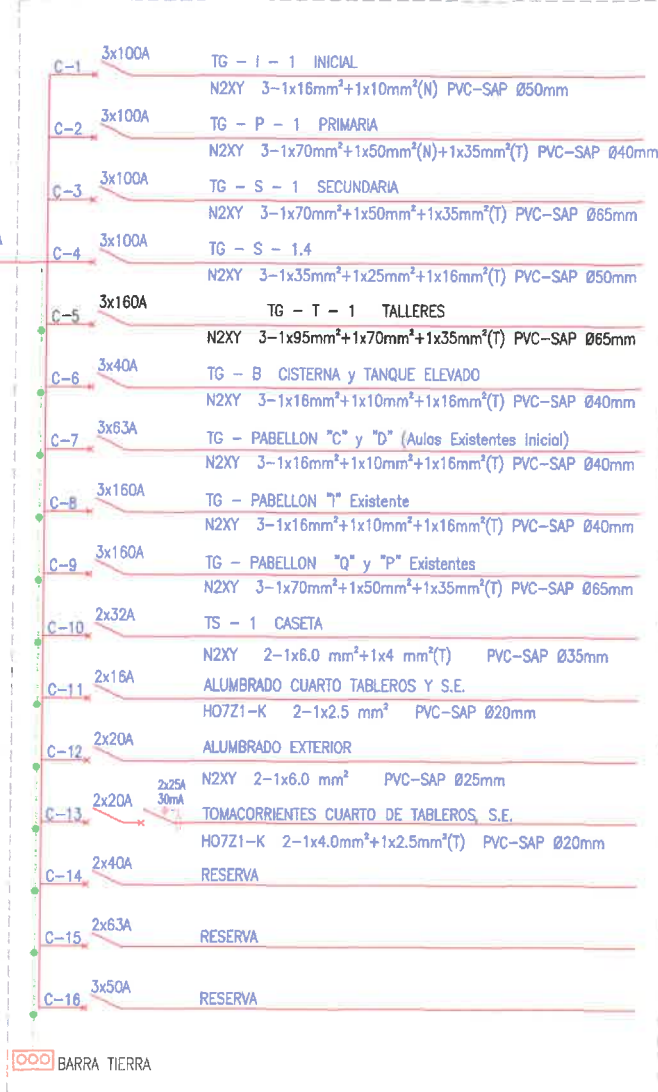 C-1 3x100A TG - I - 1 INICIAL
N2XY 3-1x16mm²+1x10mm²(N) PVC-SAP Ø50mm
C-2 3x100A TG - P - 1 PRIMARIA
N2XY 3-1x70mm²+1x50mm²(N)+1x35mm²(T) PVC-SAP Ø40mm
C-3 3x100A TG - S - 1 SECUNDARIA
N2XY 3-1x70mm²+1x50mm²+1x35mm²(T) PVC-SAP Ø65mm
C-4 3x100A TG - S - 1.4
N2XY 3-1x35mm²+1x25mm²+1x16mm²(T) PVC-SAP Ø50mm
C-5 3x160A TG - T - 1 TALLERES
N2XY 3-1x95mm²+1x70mm²+1x35mm²(T) PVC-SAP Ø65mm
C-6 3x40A TG - B CISTERNA y TANQUE ELEVADO
N2XY 3-1x16mm²+1x10mm²+1x16mm²(T) PVC-SAP Ø40mm
C-7 3x63A TG - PABELLON "C" y "D" (Aulas Existentes Inicial)
N2XY 3-1x16mm²+1x10mm²+1x16mm²(T) PVC-SAP Ø40mm
C-8 3x160A TG - PABELLON "I" Existente
N2XY 3-1x16mm²+1x10mm²+1x16mm²(T) PVC-SAP Ø40mm
C-9 3x160A TG - PABELLON "Q" y "P" Existentes
N2XY 3-1x70mm²+1x50mm²+1x35mm²(T) PVC-SAP Ø65mm
C-10 2x32A TS - 1 CASETA
N2XY 2-1x6.0 mm²+1x4 mm²(T) PVC-SAP Ø35mm
C-11 2x16A ALUMBRADO CUARTO TABLEROS Y S.E.
HO7Z1-K 2-1x2.5 mm² PVC-SAP Ø20mm
C-12 2x20A ALUMBRADO EXTERIOR
N2XY 2-1x6.0 mm² PVC-SAP Ø25mm
C-13 2x20A 2x25A 30mA TOMACORRIENTES CUARTO DE TABLEROS, S.E.
HO7Z1-K 2-1x4.0mm²+1x2.5mm²(T) PVC-SAP Ø20mm
C-14 2x40A RESERVA
C-15 2x63A RESERVA
C-16 3x50A RESERVA
BARRA TIERRA